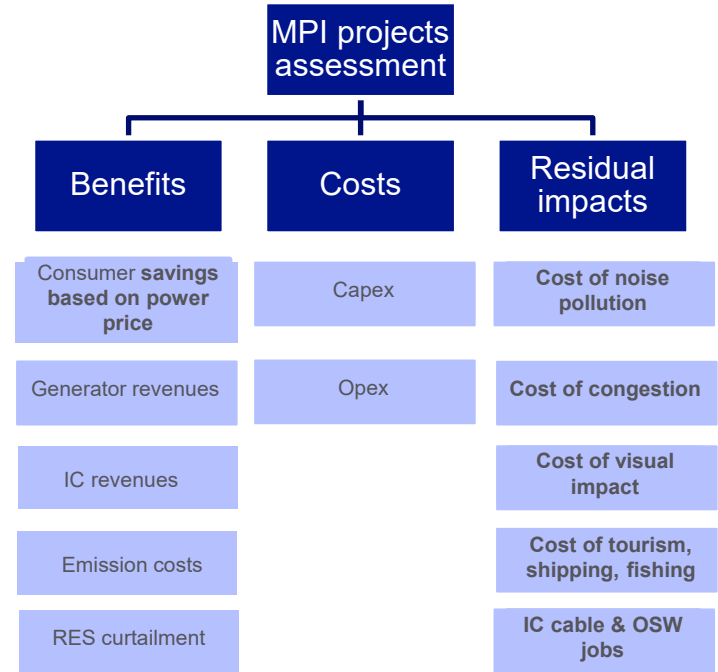 MPI projects
assessment
Benefits
Costs
Residual
impacts
Consumer savings
based on power
price
Generator revenues
IC revenues
Emission costs
RES curtailment
Capex
Opex
Cost of noise
pollution
Cost of congestion
Cost of visual
impact
Cost of tourism,
shipping, fishing
IC cable & OSW
jobs